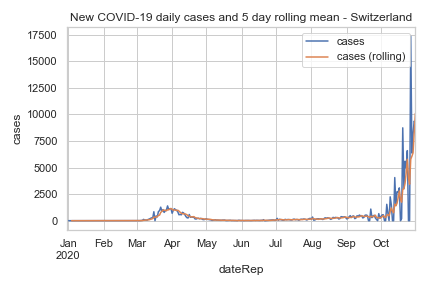 New COVID-19 daily cases and 5 day rolling mean - Switzerland
cases
cases (rolling)
17500
15000
12500
10000
7500
5000
2500
0
cases
Jan Feb Mar Apr May Jun Jul Aug Sep Oct
2020
dateRep